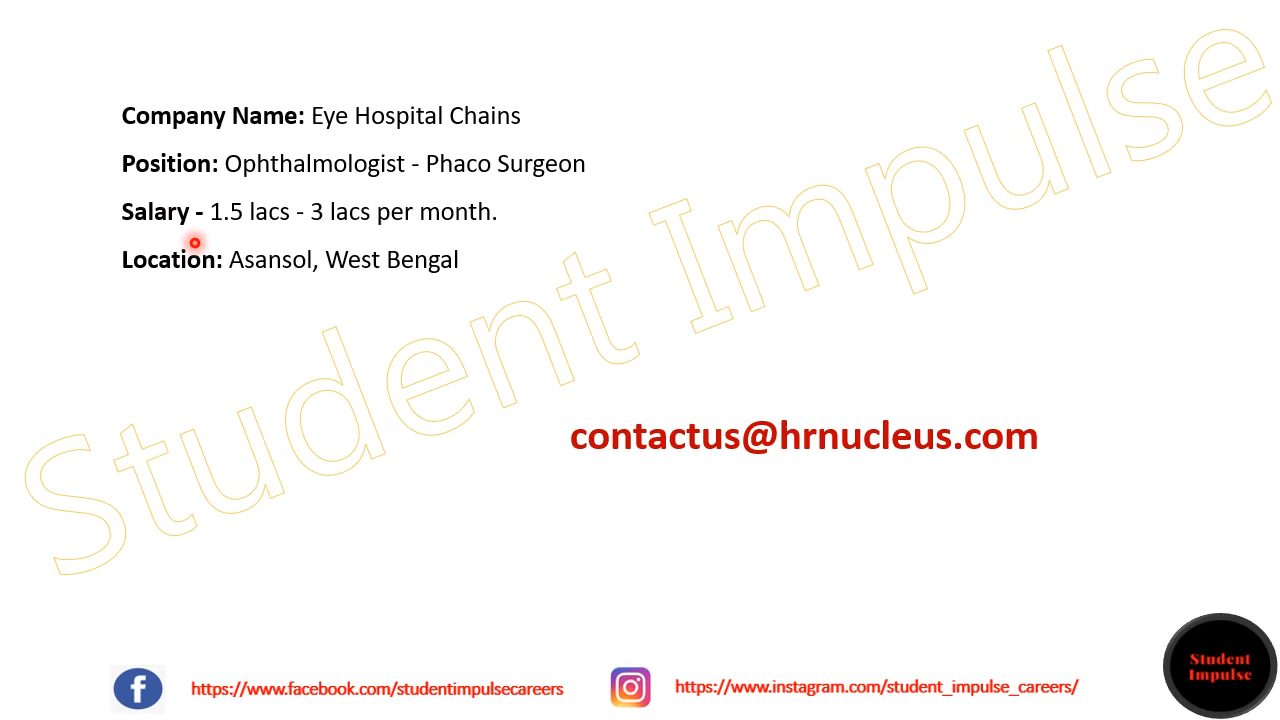 Company Name: Eye Hospital Chains
Position: Ophthalmologist - Phaco Surgeon
Salary - 1.5 lacs - 3 lacs per month.
Location: Asansol, West Bengal
Student Impulse
contactus@hrnucleus.com
https://www.facebook.com/studentimpulsecareers
https://www.instagram.com/student_impulse_careers/
Student
Impulse